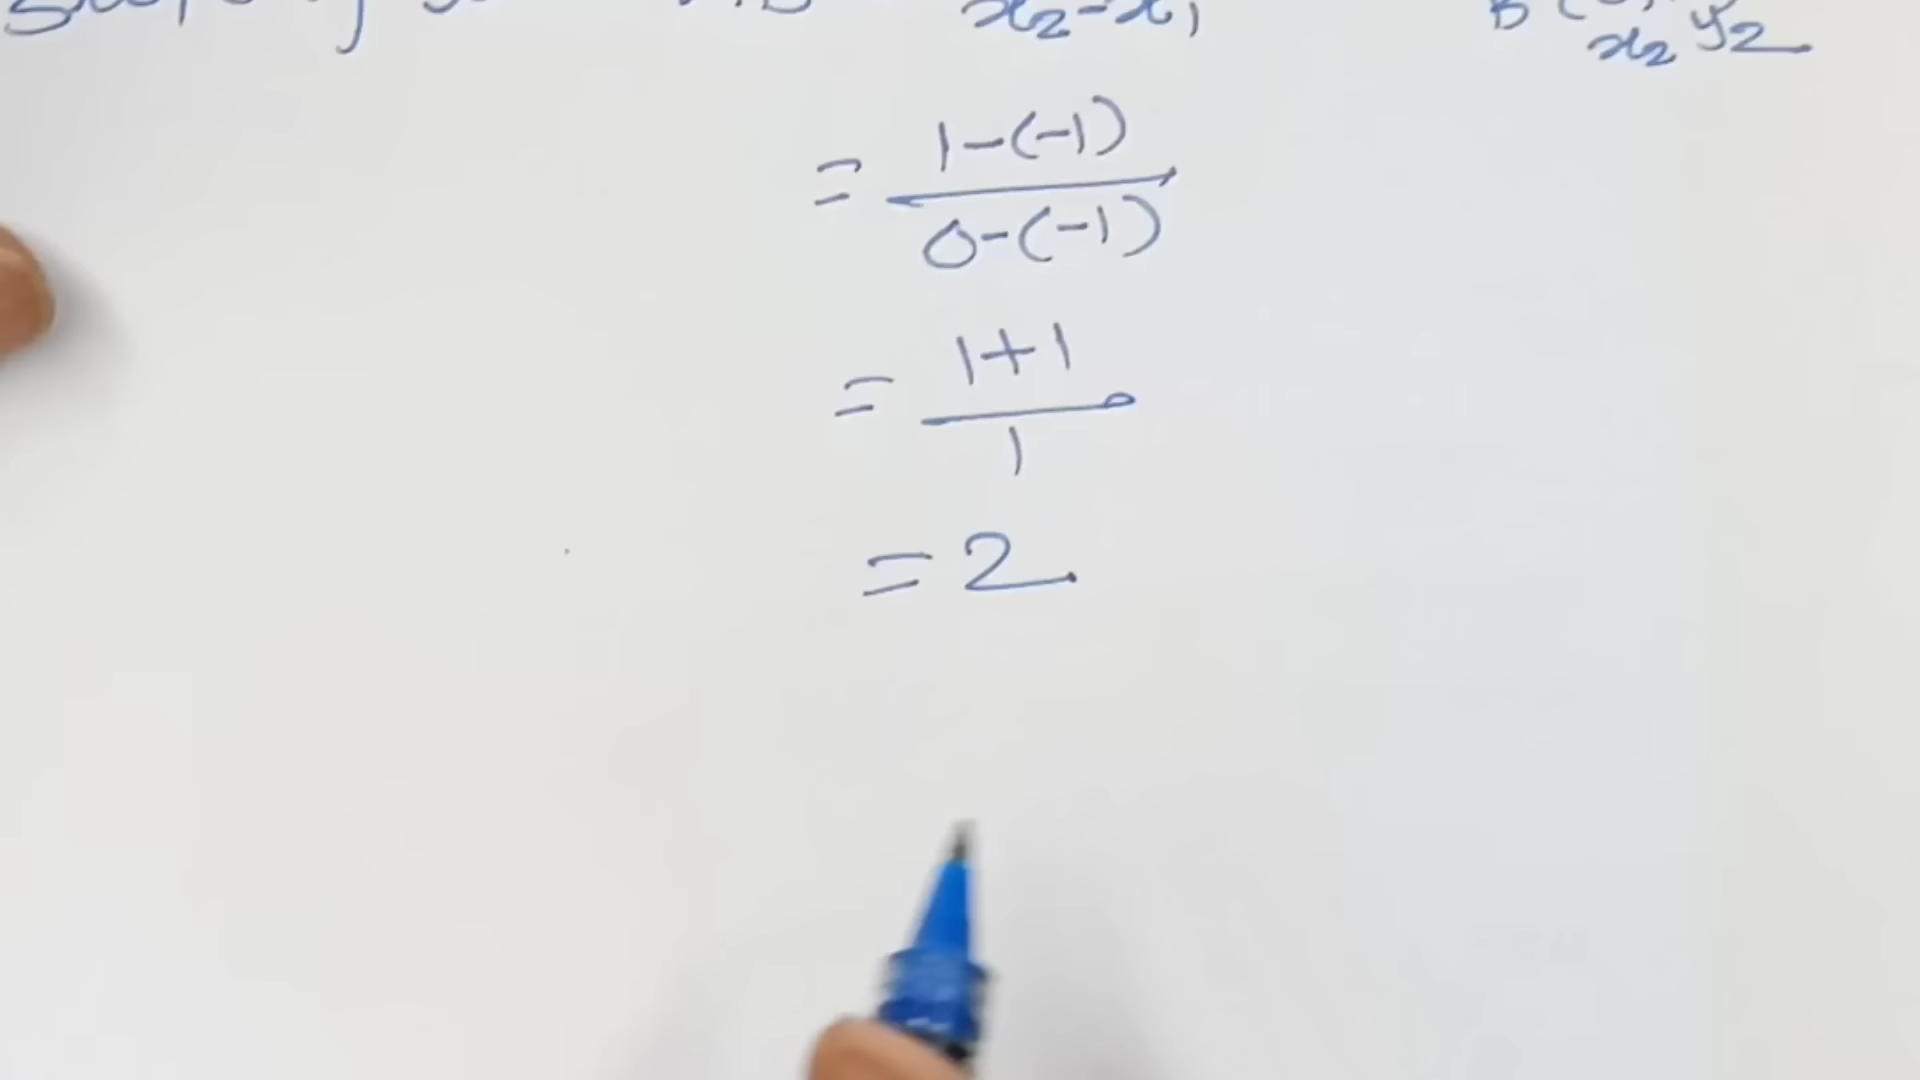 x₂-x₁ x₂ y₂
= 1-(-1) / 0-(-1)
= 1+1 / 1
= 2